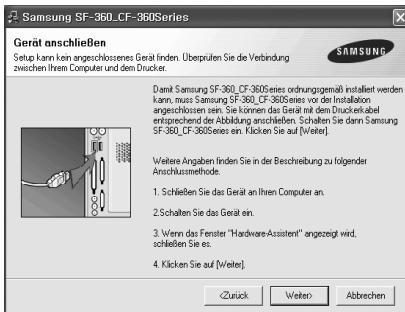 Samsung SF-360_CF-360Series
Gerät anschließen
Setup kann kein angeschlossenes Gerät finden. Überprüfen Sie die Verbindung
zwischen Ihrem Computer und dem Drucker.
SAMSUNG
Damit Samsung SF-360_CF-360Series ordnungsgemäß installiert werden
kann, muss Samsung SF-360_CF-360Series vor der Installation
angeschlossen sein. Sie können das Gerät mit dem Druckerkabel
entsprechend der Abbildung anschließen. Schalten Sie dann Samsung
SF-360_CF-360Series ein. Klicken Sie auf [Weiter].
Weitere Angaben finden Sie in der Beschreibung zu folgender
Anschlussmethode.
1. Schließen Sie das Gerät an Ihren Computer an.
2.Schalten Sie das Gerät ein.
3. Wenn das Fenster "Hardware-Assistent" angezeigt wird,
schließen Sie es.
4. Klicken Sie auf [Weiter].
<Zurück
Weiter>
Abbrechen